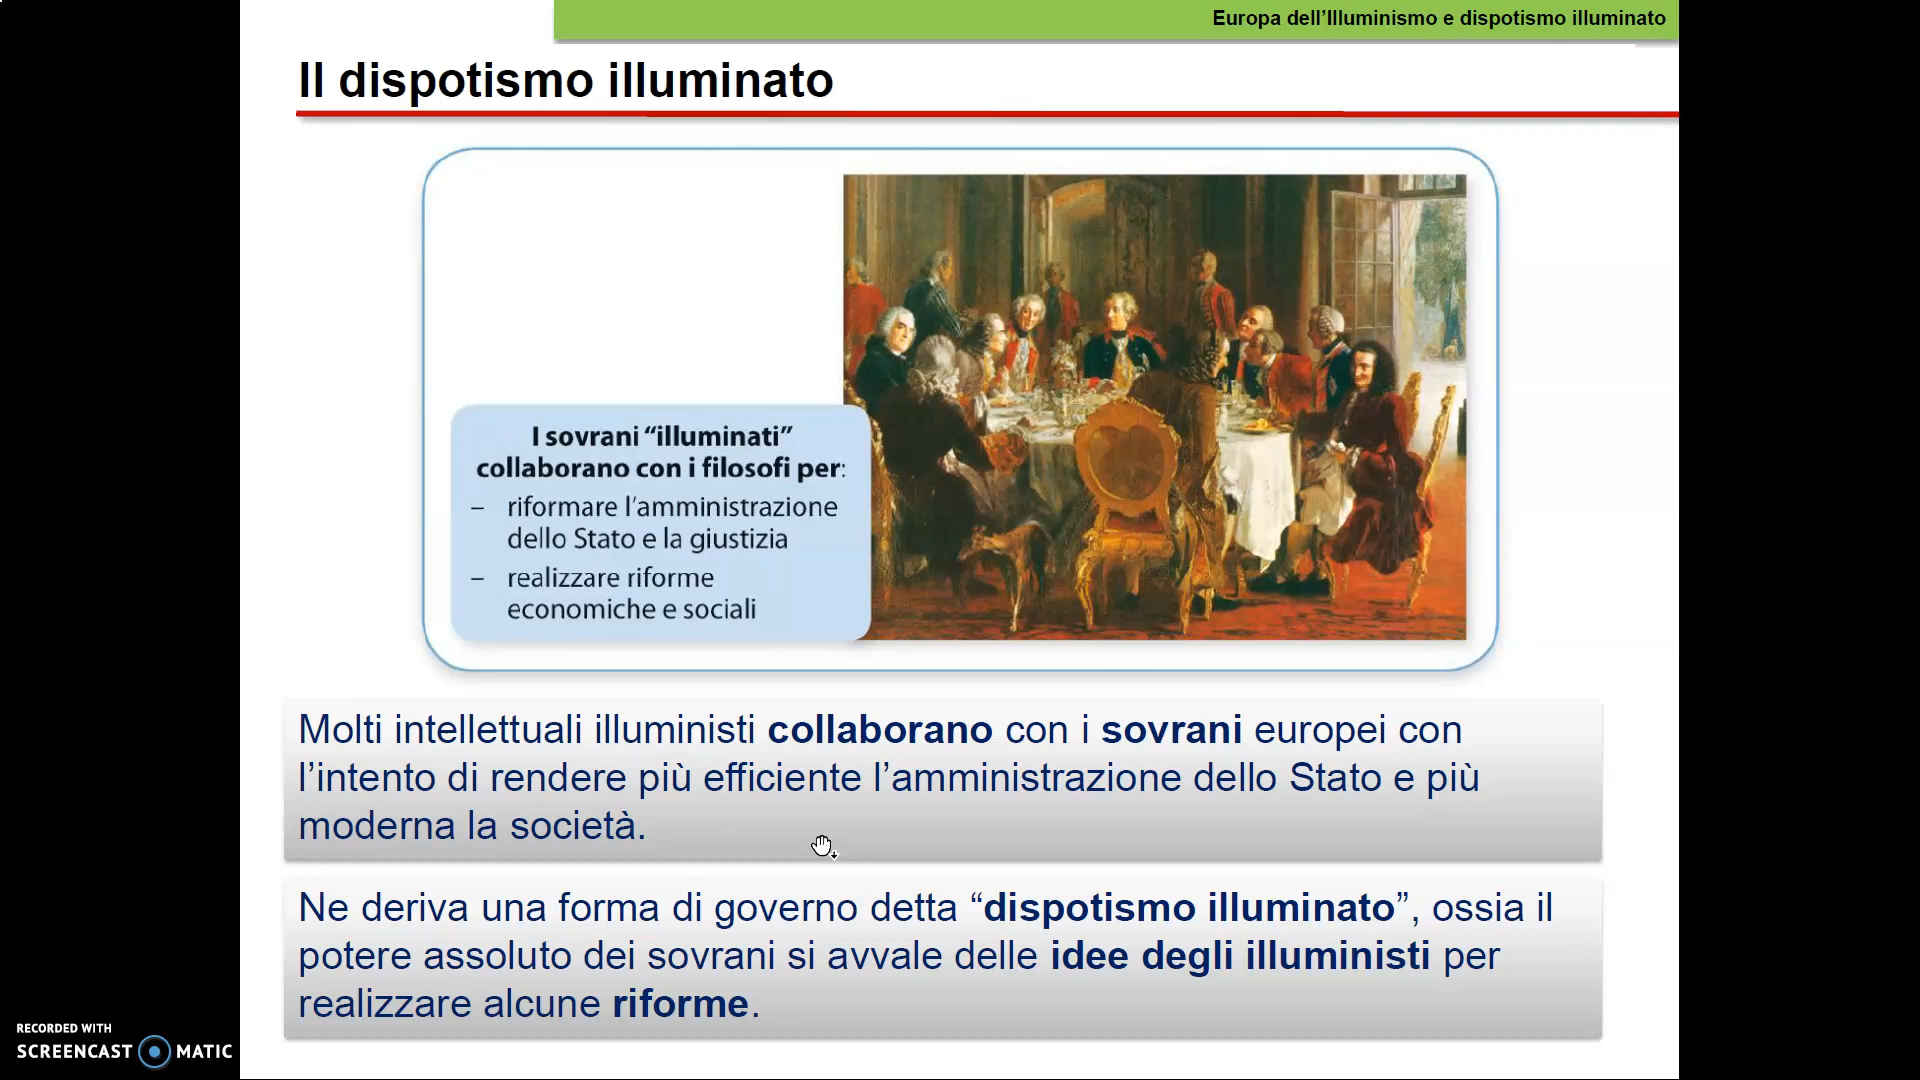 Europa dell’Illuminismo e dispotismo illuminato
Il dispotismo illuminato
I sovrani “illuminati”
collaborano con i filosofi per:
– riformare l’amministrazione
dello Stato e la giustizia
– realizzare riforme
economiche e sociali
Molti intellettuali illuministi collaborano con i sovrani europei con
l’intento di rendere più efficiente l’amministrazione dello Stato e più
moderna la società.
Ne deriva una forma di governo detta “dispotismo illuminato”, ossia il
potere assoluto dei sovrani si avvale delle idee degli illuministi per
realizzare alcune riforme.
RECORDED WITH
SCREENCAST MATIC